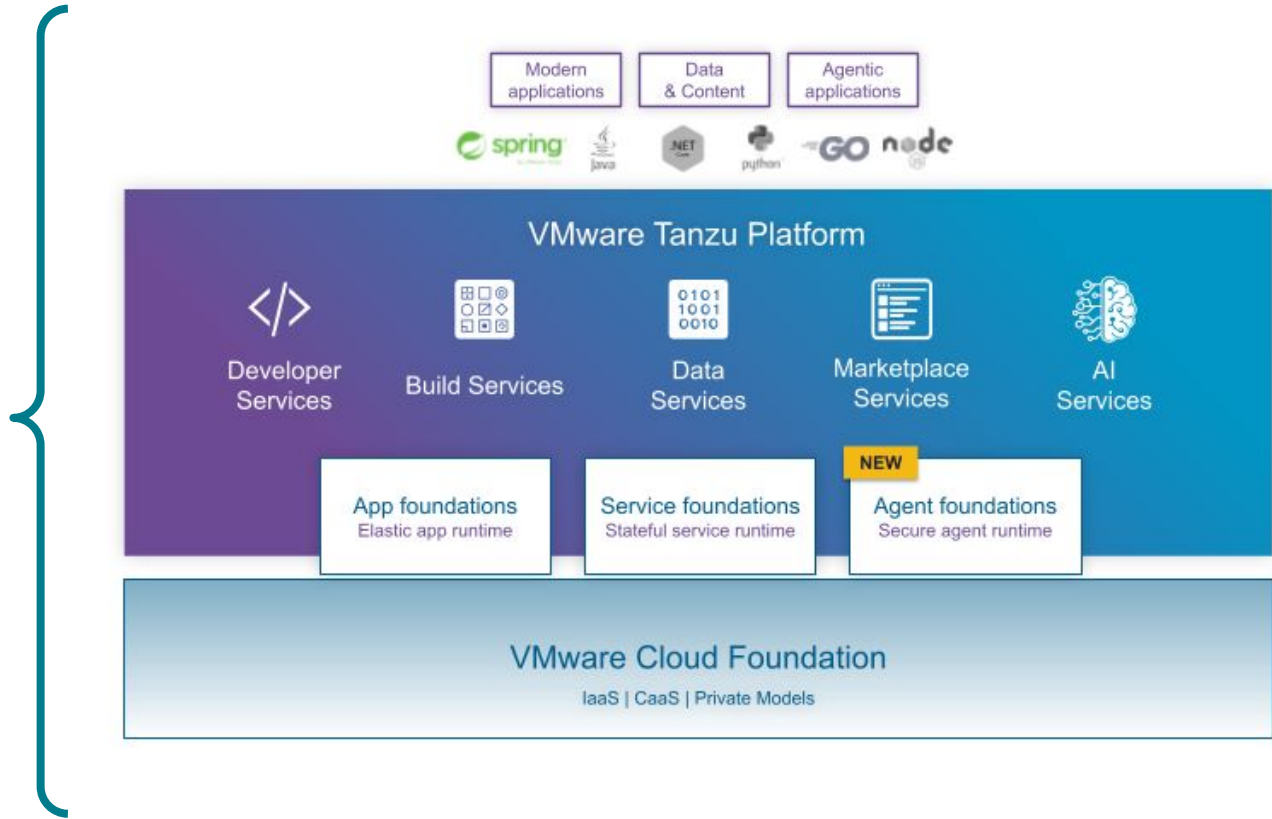 Modern
applications
Data
& Content
Agentic
applications
spring
Java
.NET
Core
python
GO
node
JS
VMware Tanzu Platform
0101
1001
0010
Developer
Services
Build Services
Data
Services
Marketplace
Services
AI
Services
NEW
App foundations
Elastic app runtime
Service foundations
Stateful service runtime
Agent foundations
Secure agent runtime
VMware Cloud Foundation
IaaS | CaaS | Private Models